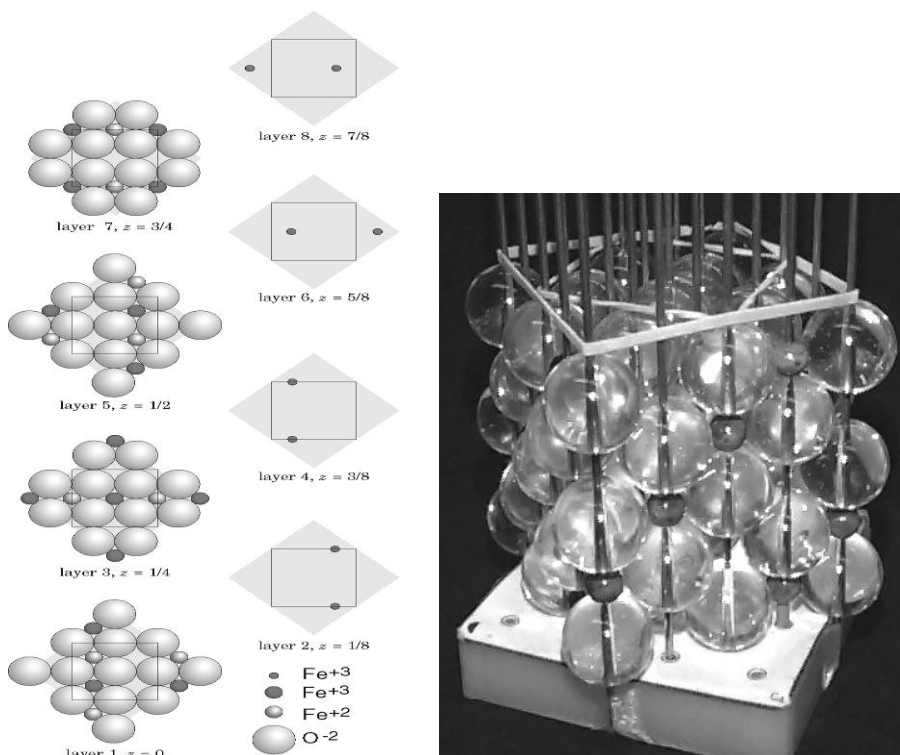 layer 8, z = 7/8
layer 7, z = 3/4
layer 6, z = 5/8
layer 5, z = 1/2
layer 4, z = 3/8
layer 3, z = 1/4
layer 2, z = 1/8
Fe+3
Fe+3
Fe+2
O-2
layer 1, z = 0